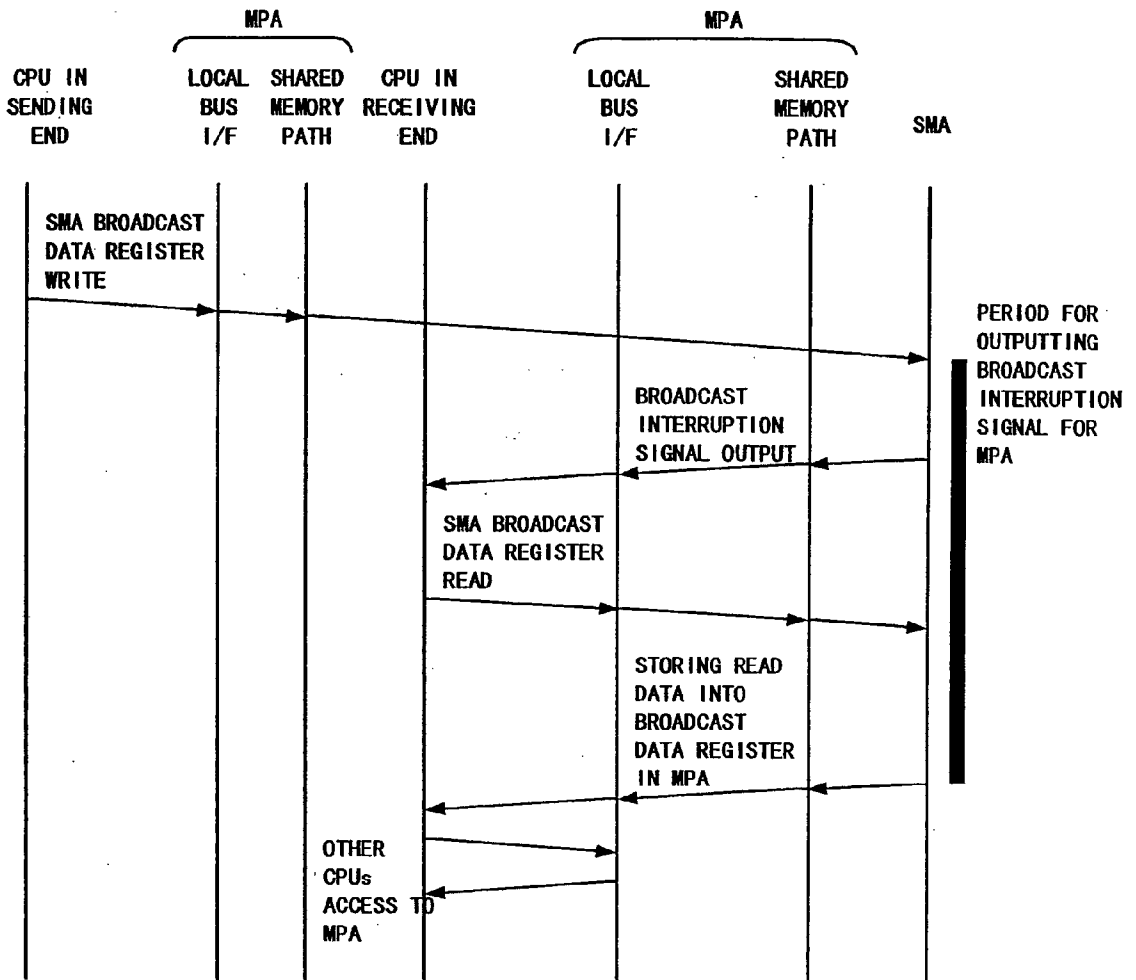 MPA
MPA
CPU IN
SENDING
END
LOCAL
BUS
I/F
SHARED
MEMORY
PATH
CPU IN
RECEIVING
END
LOCAL
BUS
I/F
SHARED
MEMORY
PATH
SMA
SMA BROADCAST
DATA REGISTER
WRITE
PERIOD FOR
OUTPUTTING
BROADCAST
INTERRUPTION
SIGNAL FOR
MPA
BROADCAST
INTERRUPTION
SIGNAL OUTPUT
SMA BROADCAST
DATA REGISTER
READ
STORING READ
DATA INTO
BROADCAST
DATA REGISTER
IN MPA
OTHER
CPUs
ACCESS TO
MPA